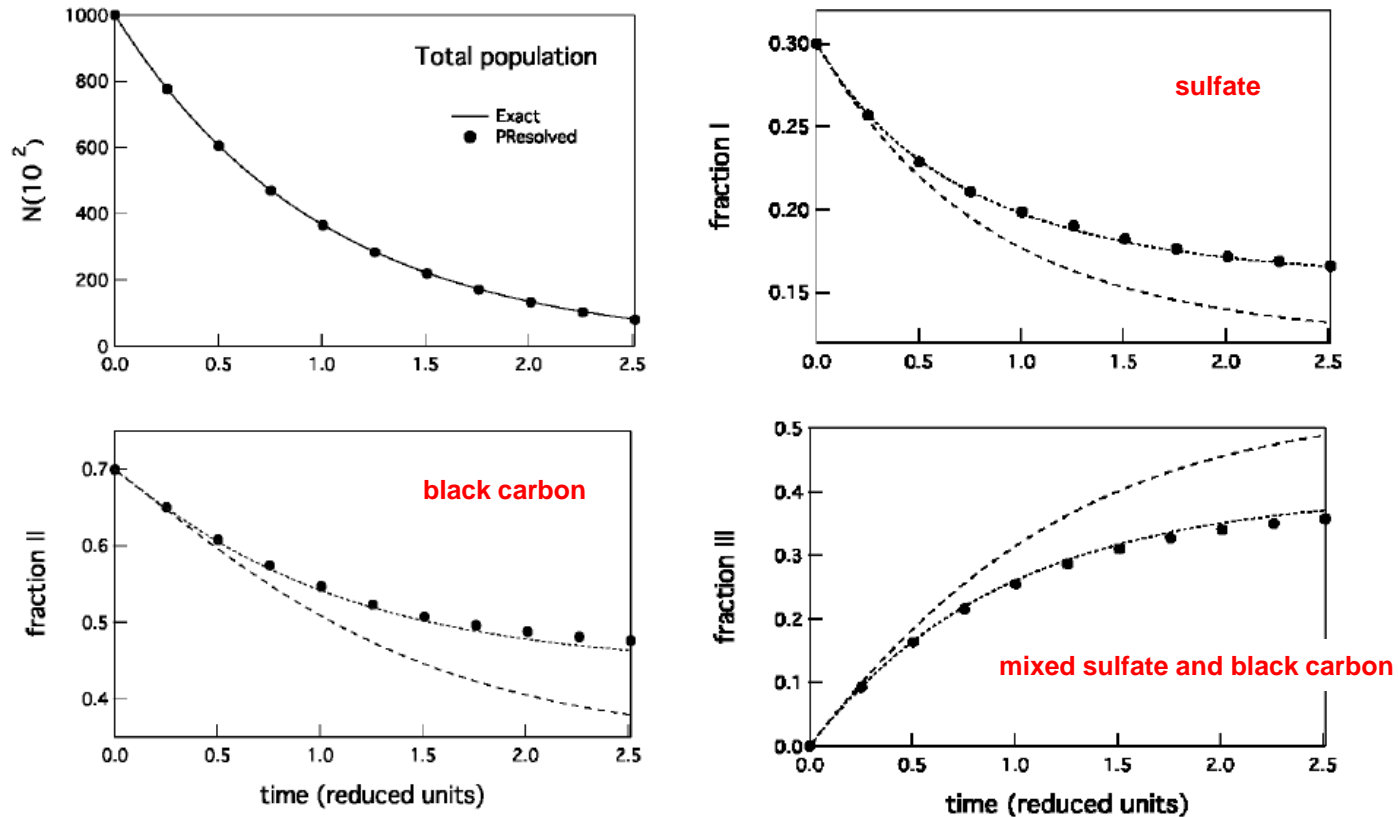 1000
800
600
400
200
0
N(10 2)
Total population
Exact
PResolved
0.0 0.5 1.0 1.5 2.0 2.5
0.30
0.25
0.20
0.15
fraction I
sulfate
0.0 0.5 1.0 1.5 2.0 2.5
0.7
0.6
0.5
0.4
fraction II
black carbon
0.0 0.5 1.0 1.5 2.0 2.5
time (reduced units)
0.5
0.4
0.3
0.2
0.1
0.0
fraction III
mixed sulfate and black carbon
0.0 0.5 1.0 1.5 2.0 2.5
time (reduced units)